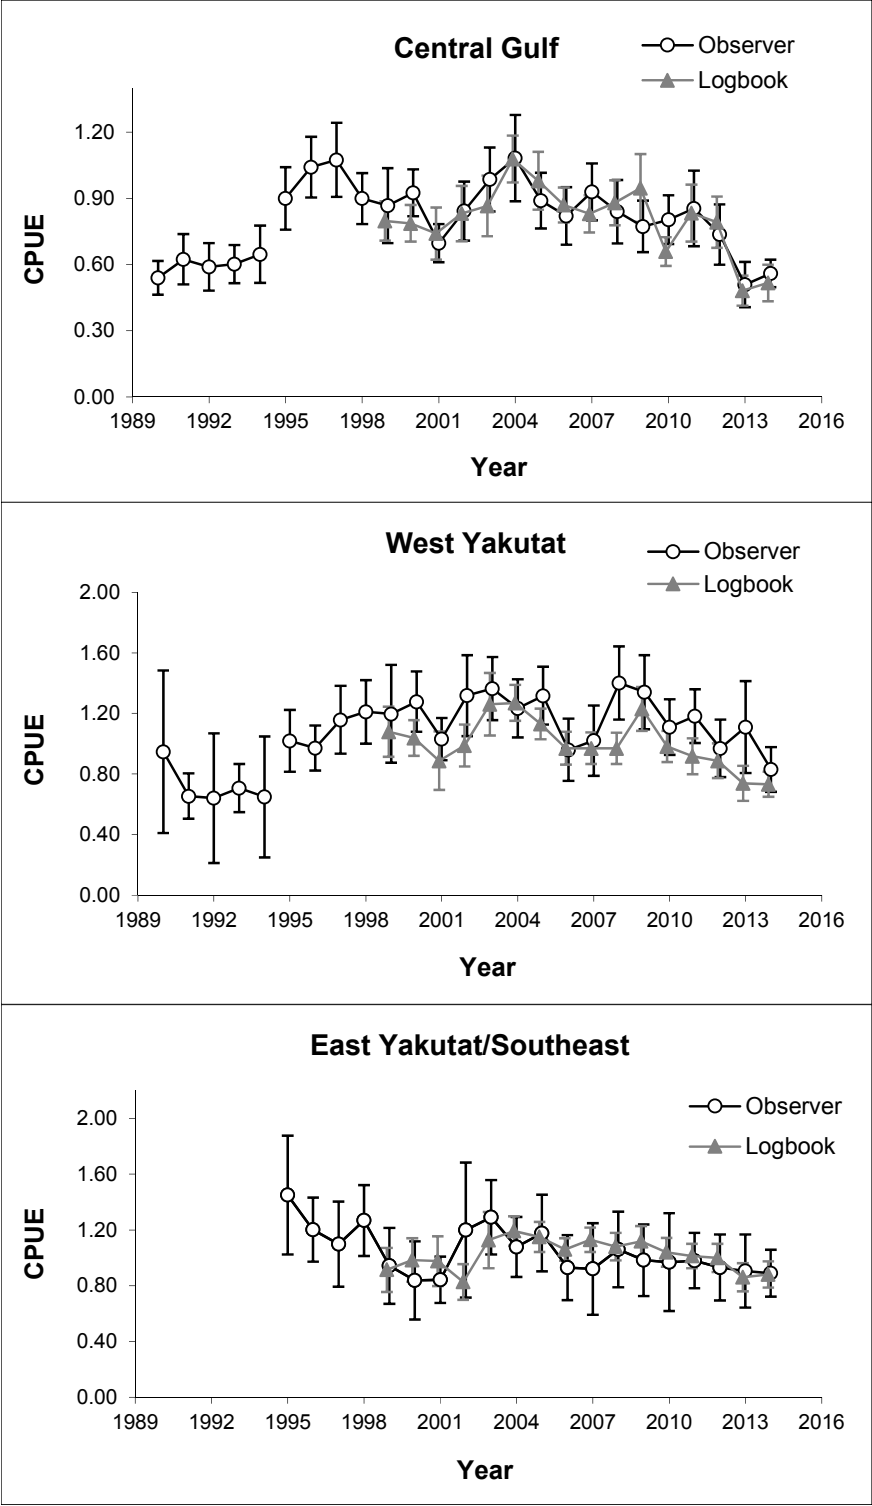 Central Gulf
Observer
Logbook
CPUE
1.20
0.90
0.60
0.30
0.00
1989 1992 1995 1998 2001 2004 2007 2010 2013 2016
Year
West Yakutat
Observer
Logbook
CPUE
2.00
1.60
1.20
0.80
0.40
0.00
1989 1992 1995 1998 2001 2004 2007 2010 2013 2016
Year
East Yakutat/Southeast
Observer
Logbook
CPUE
2.00
1.60
1.20
0.80
0.40
0.00
1989 1992 1995 1998 2001 2004 2007 2010 2013 2016
Year